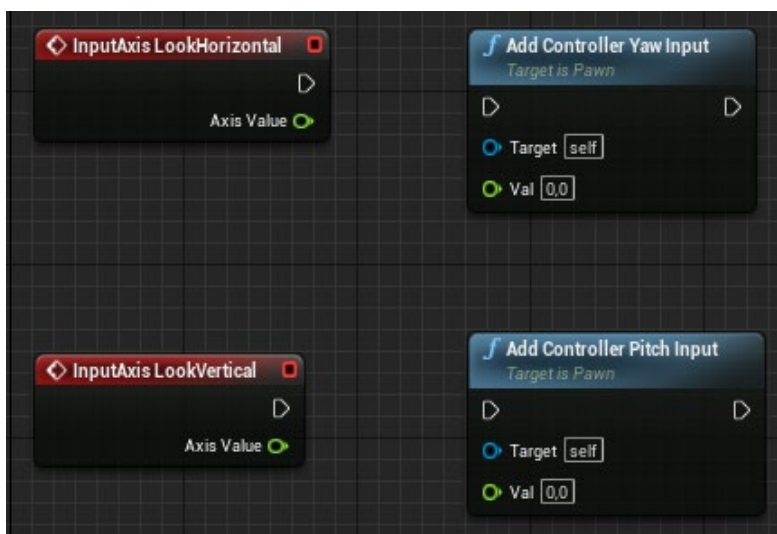 InputAxis LookHorizontal
Axis Value
Add Controller Yaw Input
Target is Pawn
Target self
Val 0,0
InputAxis LookVertical
Axis Value
Add Controller Pitch Input
Target is Pawn
Target self
Val 0,0